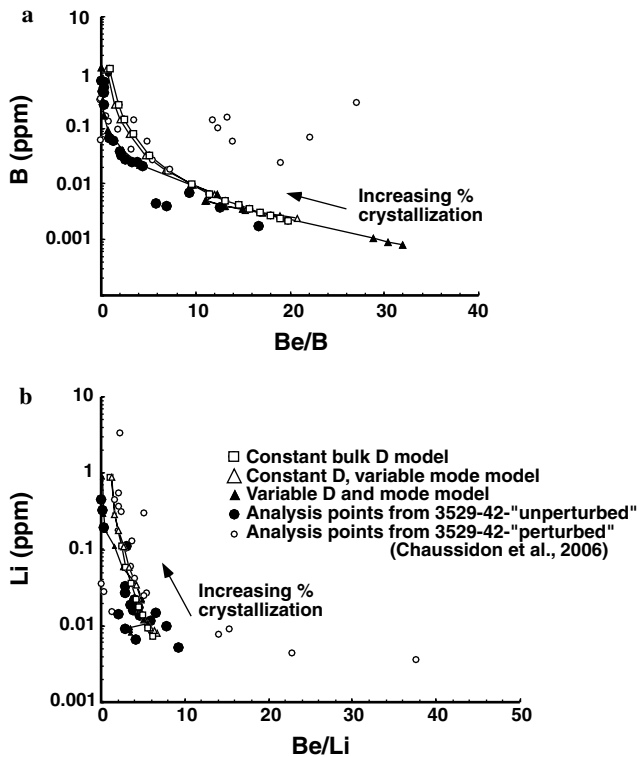 a
10
1
0.1
0.01
0.001
B (ppm)
Increasing %
crystallization
0 10 20 30 40
Be/B
b
10
1
0.1
0.01
0.001
Li (ppm)
Constant bulk D model
Constant D, variable mode model
Variable D and mode model
Analysis points from 3529-42-"unperturbed"
Analysis points from 3529-42-"perturbed"
(Chaussidon et al., 2006)
Increasing %
crystallization
0 10 20 30 40 50
Be/Li